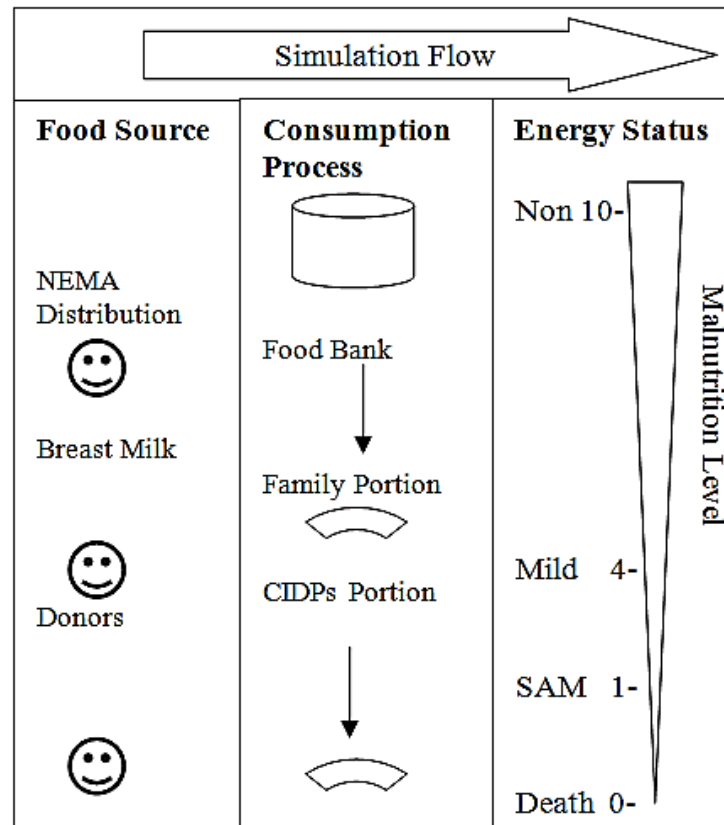 Simulation Flow
Food Source
NEMA
Distribution
Breast Milk
Donors
Consumption
Process
Food Bank
Family Portion
CIDPs Portion
Energy Status
Non 10-
Mild 4-
SAM 1-
Death 0-
Malnutrition Level